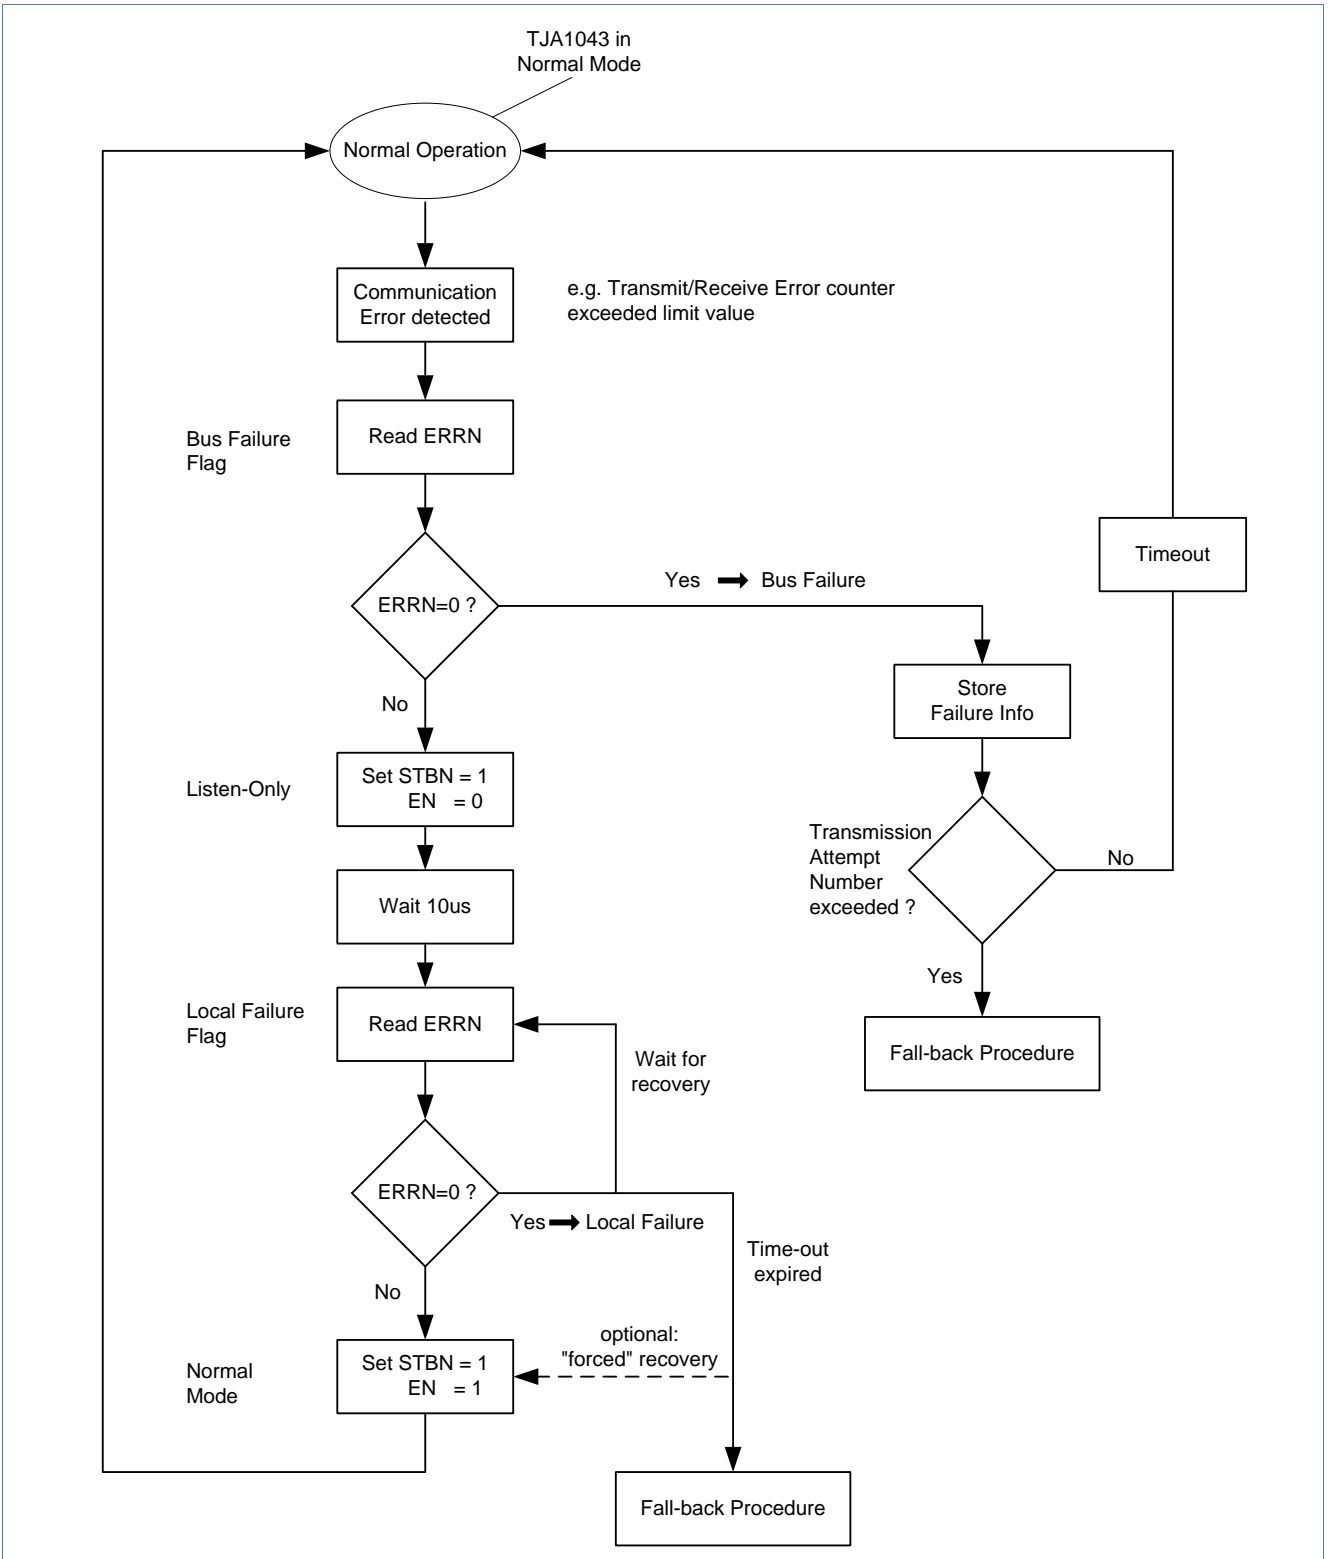 TJA1043 in
Normal Mode
Normal Operation
Communication
Error detected
e.g. Transmit/Receive Error counter
exceeded limit value
Bus Failure
Flag
Read ERRN
Timeout
ERRN=0 ?
Yes → Bus Failure
Store
Failure Info
No
Listen-Only
Set STBN = 1
EN = 0
Transmission
Attempt
Number
exceeded ?
No
Wait 10us
Yes
Local Failure
Flag
Read ERRN
Fall-back Procedure
Wait for
recovery
ERRN=0 ?
Yes → Local Failure
Time-out
expired
No
optional:
"forced" recovery
Normal
Mode
Set STBN = 1
EN = 1
Fall-back Procedure